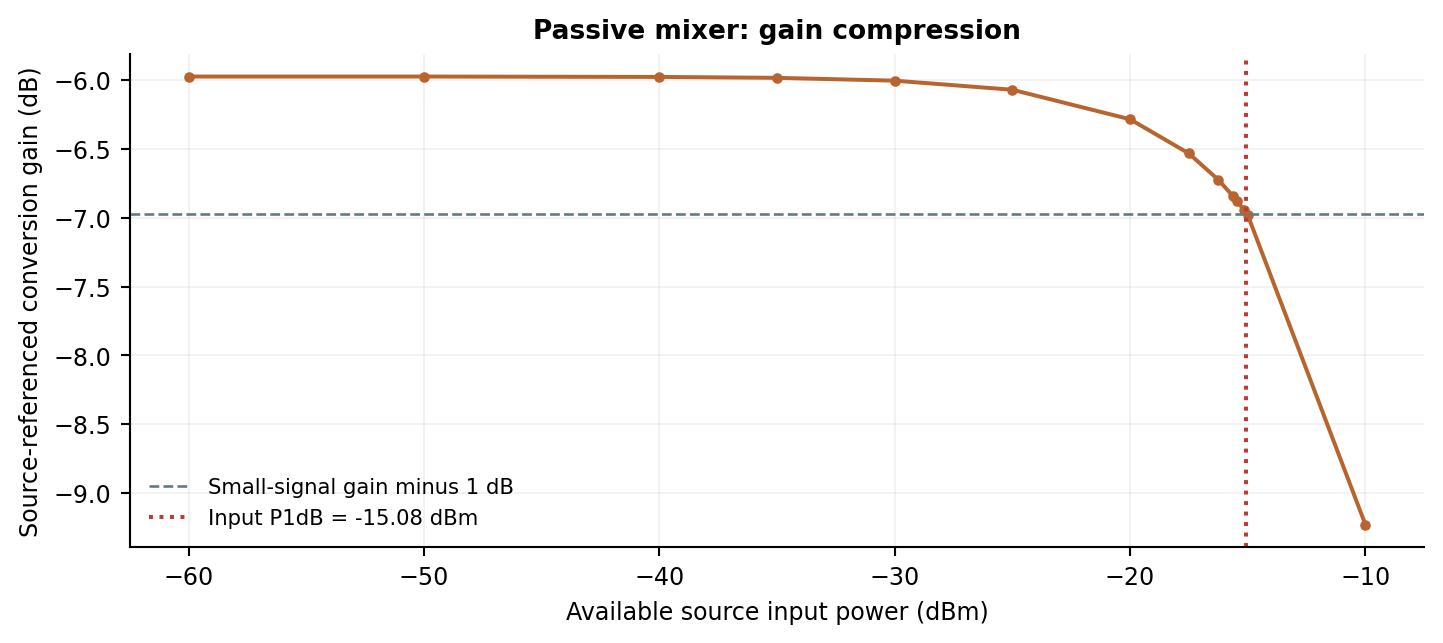 Passive mixer: gain compression
Source-referenced conversion gain (dB)
−6.0
−6.5
−7.0
−7.5
−8.0
−8.5
−9.0
Small-signal gain minus 1 dB
Input P1dB = -15.08 dBm
−60
−50
−40
−30
−20
−10
Available source input power (dBm)